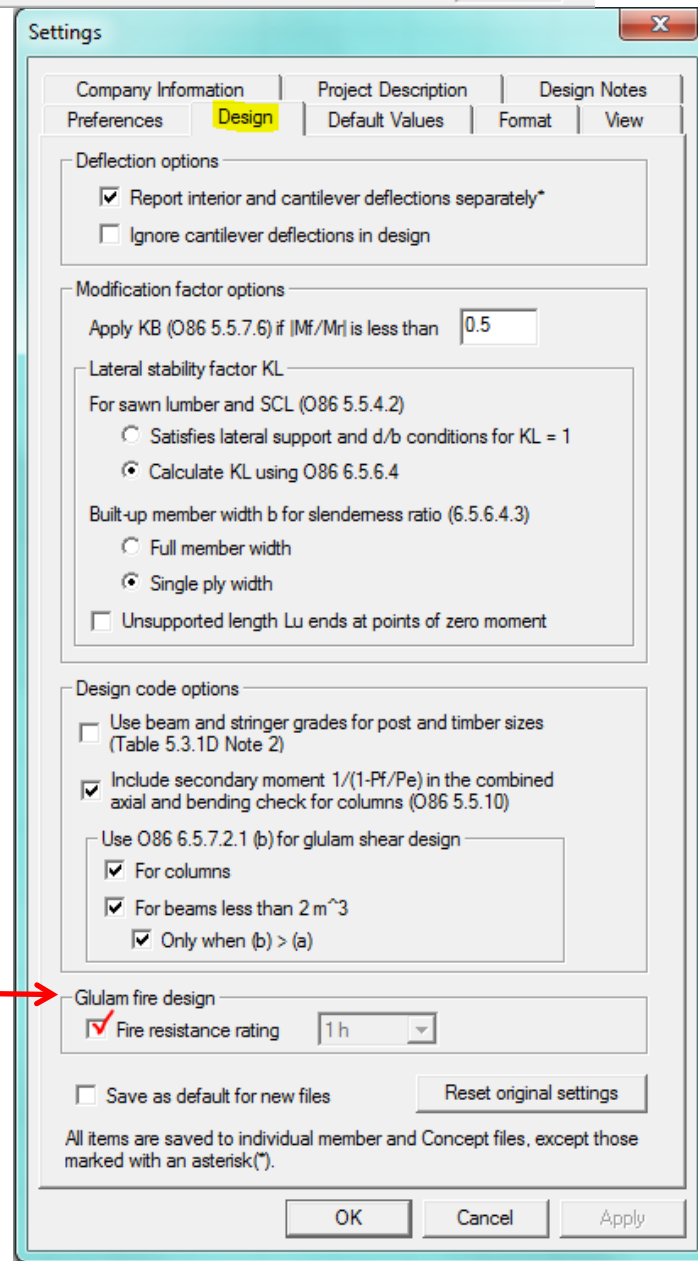 Settings
x
Company Information Project Description Design Notes
Preferences Design Default Values Format View
Deflection options
Report interior and cantilever deflections separately*
Ignore cantilever deflections in design
Modification factor options
Apply KB (O86 5.5.7.6) if |Mf/Mr| is less than 0.5
Lateral stability factor KL
For sawn lumber and SCL (O86 5.5.4.2)
Satisfies lateral support and d/b conditions for KL = 1
Calculate KL using O86 6.5.6.4
Built-up member width b for slenderness ratio (6.5.6.4.3)
Full member width
Single ply width
Unsupported length Lu ends at points of zero moment
Design code options
Use beam and stringer grades for post and timber sizes
(Table 5.3.1D Note 2)
Include secondary moment 1/(1-Pf/Pe) in the combined
axial and bending check for columns (O86 5.5.10)
Use O86 6.5.7.2.1 (b) for glulam shear design
For columns
For beams less than 2 m^3
Only when (b) > (a)
Glulam fire design
Fire resistance rating 1 h
Save as default for new files Reset original settings
All items are saved to individual member and Concept files, except those
marked with an asterisk(*).
OK Cancel Apply